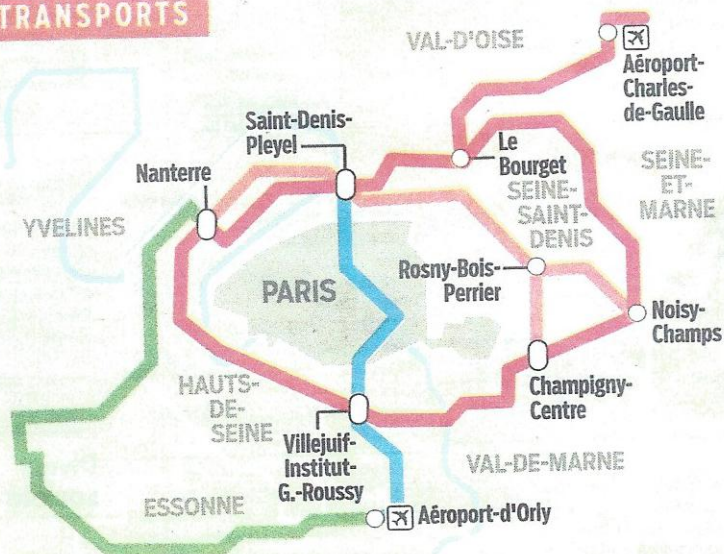 TRANSPORTS
VAL-D'OISE
Aéroport-
Charles-
de-Gaulle
Saint-Denis-
Pleyel
Le
Bourget
Nanterre
SEINE-
ET-
MARNE
SEINE-
SAINT-
DENIS
YVELINES
Rosny-Bois-
Perrier
PARIS
Noisy-
Champs
HAUTS-
DE-
SEINE
Champigny-
Centre
Villejuif-
Institut-
G.-Roussy
VAL-DE-MARNE
ESSONNE
Aéroport-d'Orly